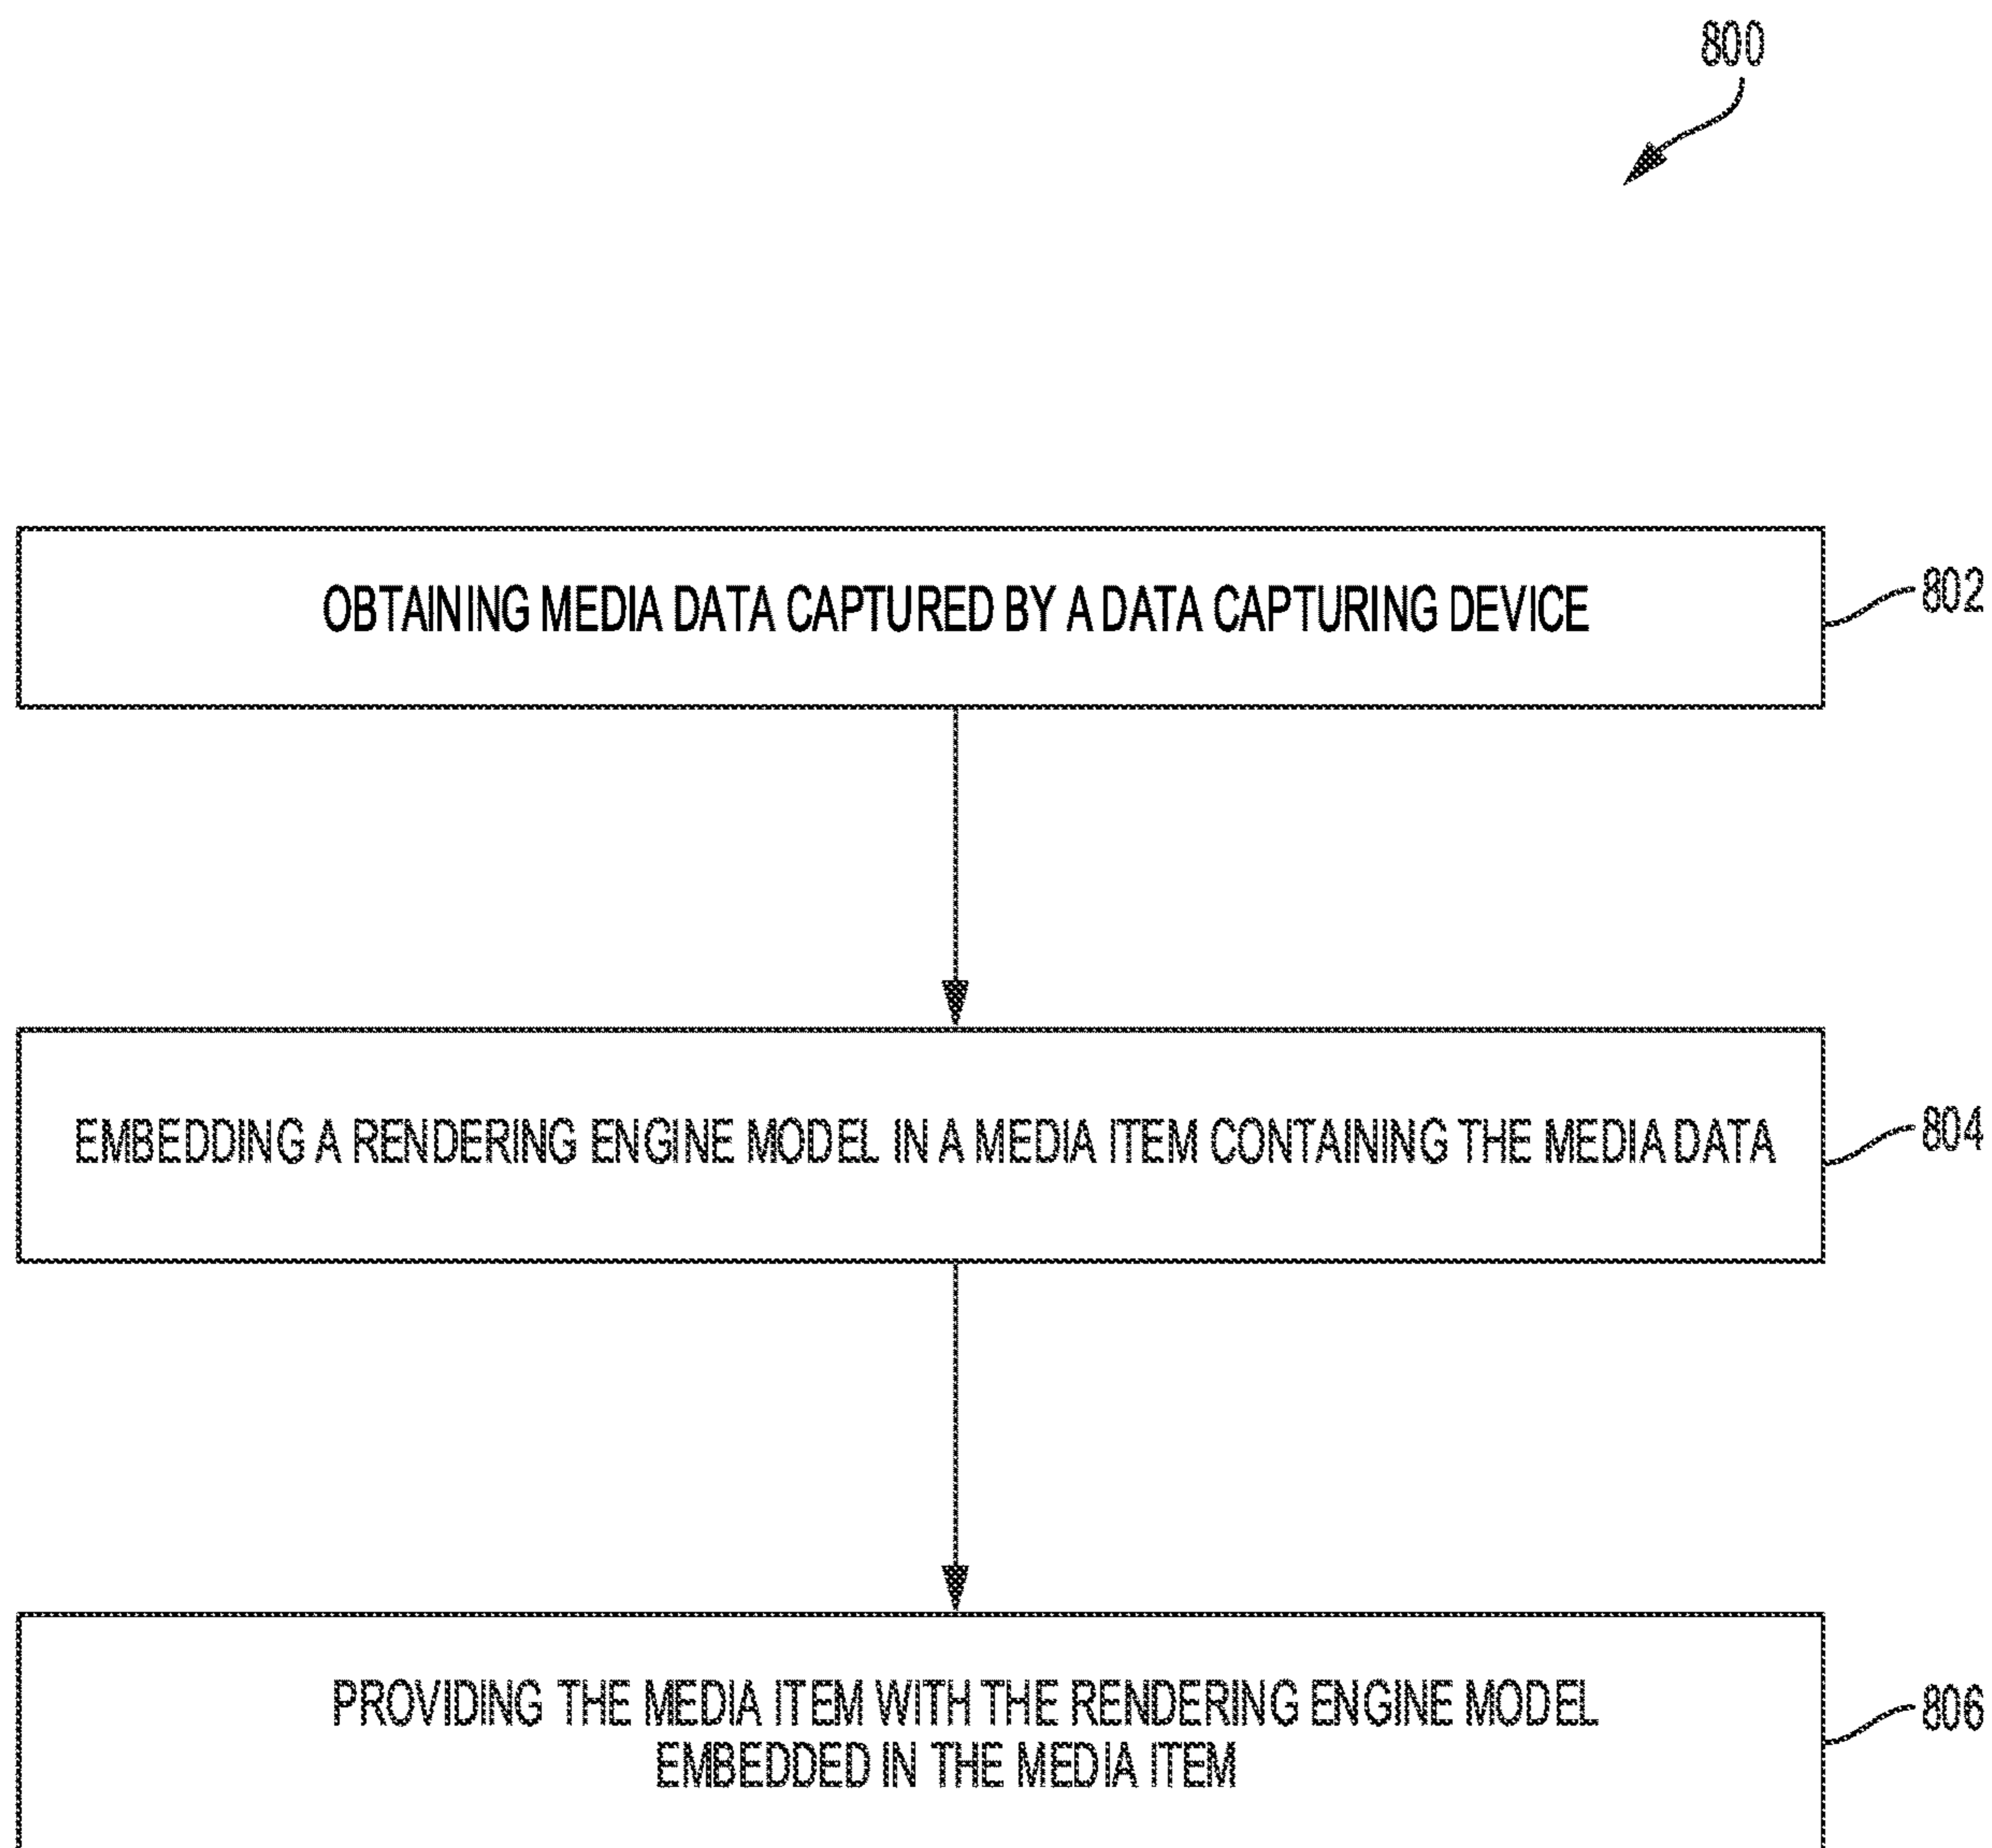 800
OBTAINING MEDIA DATA CAPTURED BY A DATA CAPTURING DEVICE
802
EMBEDDING A RENDERING ENGINE MODEL IN A MEDIA ITEM CONTAINING THE MEDIA DATA
804
PROVIDING THE MEDIA ITEM WITH THE RENDERING ENGINE MODEL
EMBEDDED IN THE MEDIA ITEM
806